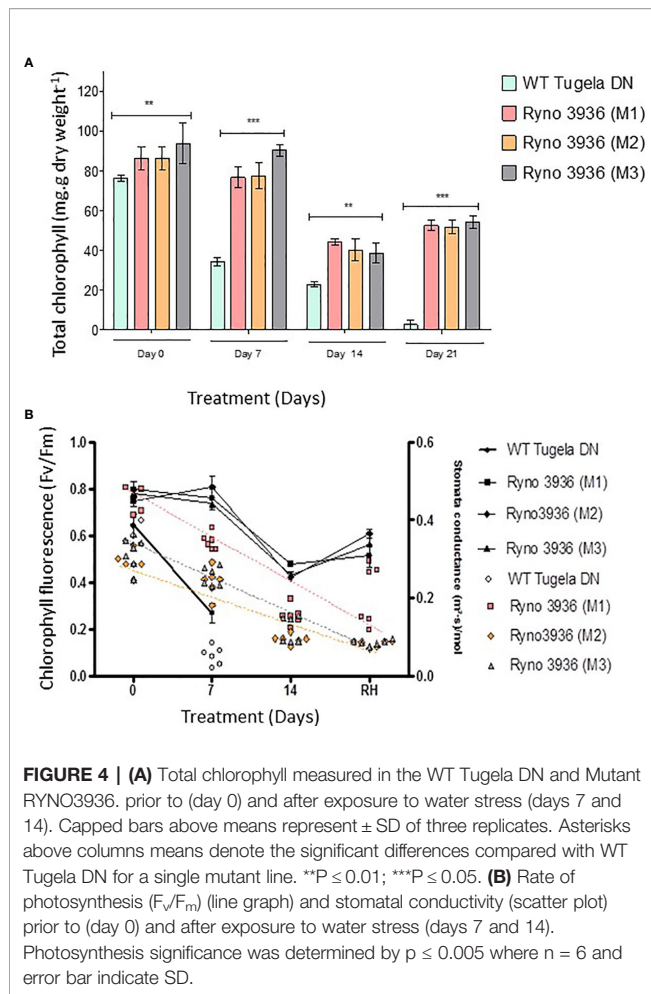 A
Total chlorophyll (mg.g dry weight⁻¹)
120
100
80
60
40
20
0
**
***
**
***
Day 0
Day 7
Day 14
Day 21
Treatment (Days)
WT Tugela DN
Ryno 3936 (M1)
Ryno 3936 (M2)
Ryno 3936 (M3)
B
Chlorophyll fluorescence (Fv/Fm)
1.0
0.8
0.6
0.4
0.2
0.0
0
7
14
RH
Treatment (Days)
0.6
0.4
0.2
0.0
Stomata conductance (m²·s)/mol
WT Tugela DN
Ryno 3936 (M1)
Ryno3936 (M2)
Ryno 3936 (M3)
WT Tugela DN
Ryno 3936 (M1)
Ryno3936 (M2)
Ryno 3936 (M3)
FIGURE 4 | (A) Total chlorophyll measured in the WT Tugela DN and Mutant
RYNO3936. prior to (day 0) and after exposure to water stress (days 7 and
14). Capped bars above means represent ± SD of three replicates. Asterisks
above columns means denote the significant differences compared with WT
Tugela DN for a single mutant line. **P ≤ 0.01; ***P ≤ 0.05. (B) Rate of
photosynthesis (Fv/Fm) (line graph) and stomatal conductivity (scatter plot)
prior to (day 0) and after exposure to water stress (days 7 and 14).
Photosynthesis significance was determined by p ≤ 0.005 where n = 6 and
error bar indicate SD.